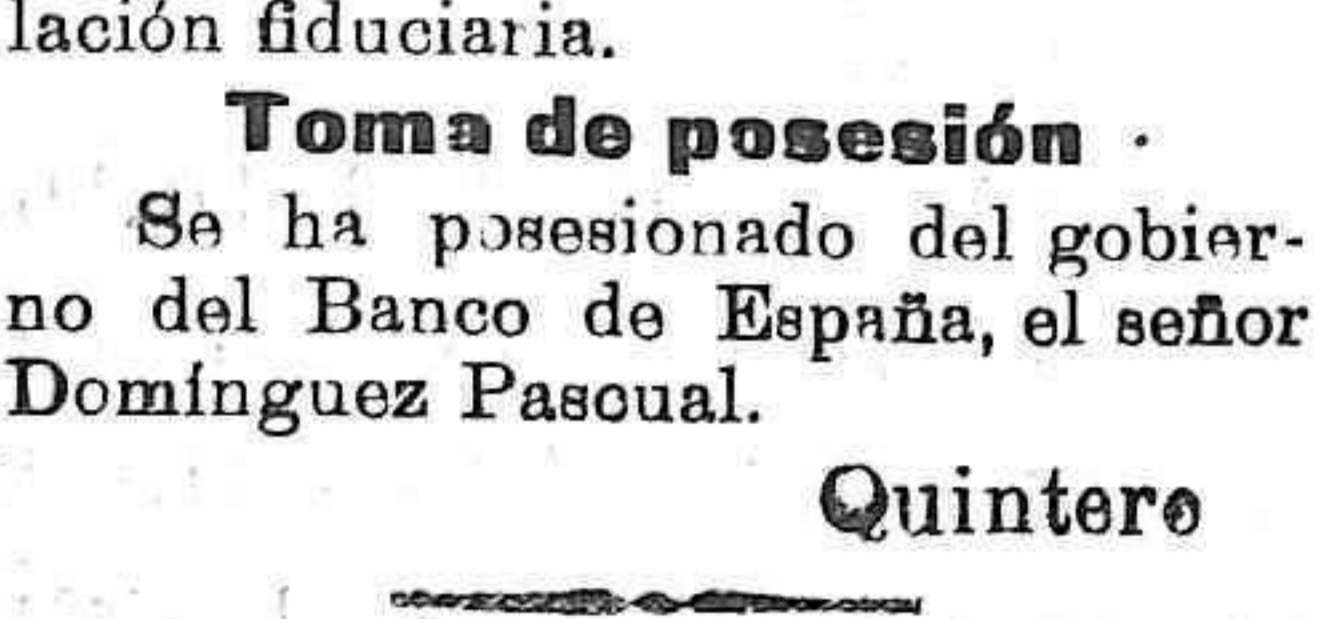 lación fiduciaria.
Toma de posesión
Se ha posesionado del gobier-
no del Banco de España, el señor
Domínguez Pascual.
Quintero